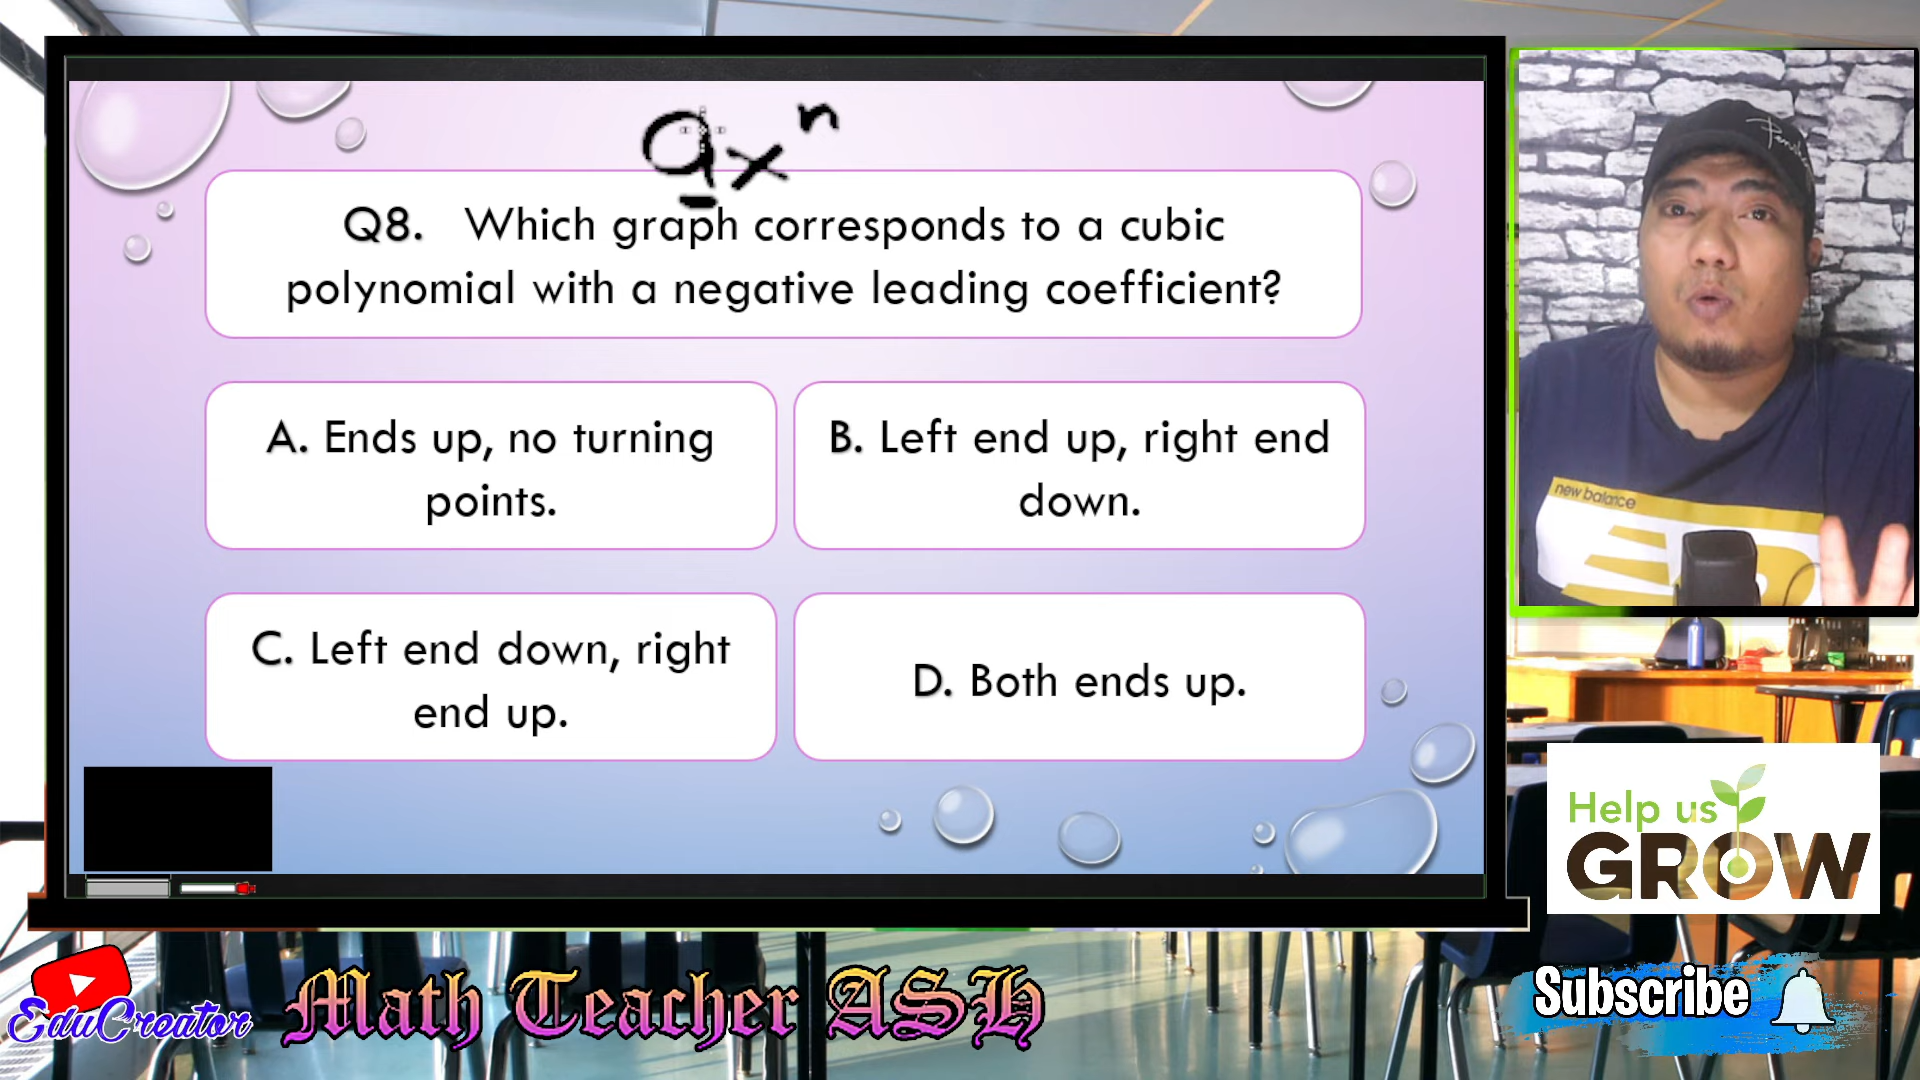 ax^n
Q8. Which graph corresponds to a cubic
polynomial with a negative leading coefficient?
A. Ends up, no turning
points.
B. Left end up, right end
down.
C. Left end down, right
end up.
D. Both ends up.
new balance
Help us
GROW
EduCreator
Math Teacher ASH
Subscribe